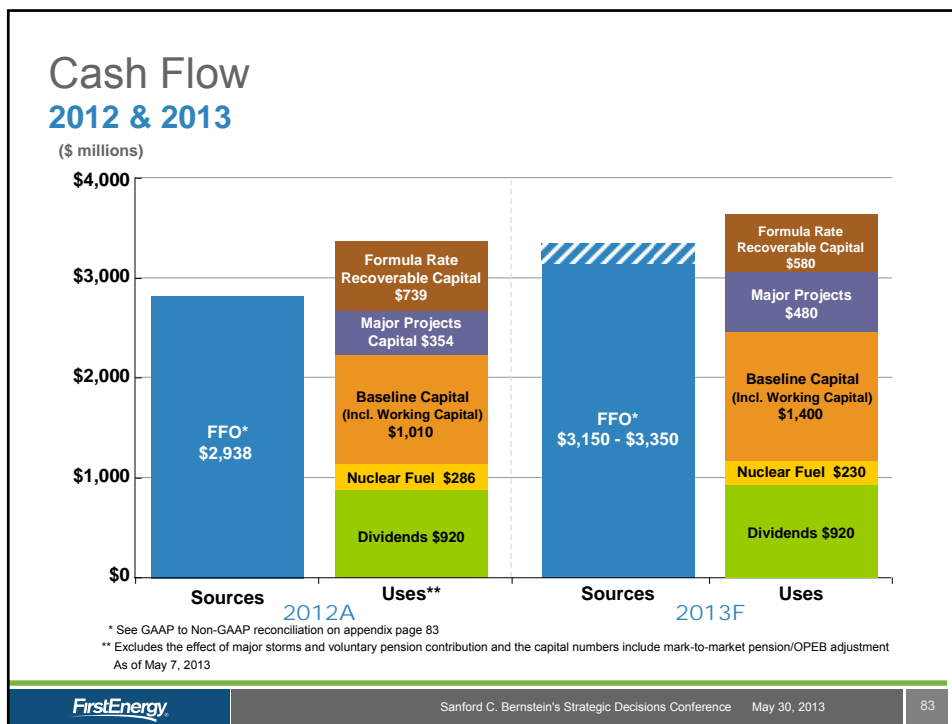 Cash Flow
2012 & 2013
($ millions)
$4,000
$3,000
$2,000
$1,000
$0
FFO*
$2,938
Formula Rate
Recoverable Capital
$739
Major Projects
Capital $354
Baseline Capital
(Incl. Working Capital)
$1,010
Nuclear Fuel $286
Dividends $920
FFO*
$3,150 - $3,350
Formula Rate
Recoverable Capital
$580
Major Projects
$480
Baseline Capital
(Incl. Working Capital)
$1,400
Nuclear Fuel $230
Dividends $920
Sources
Uses**
Sources
Uses
2012A
2013F
* See GAAP to Non-GAAP reconciliation on appendix page 83
** Excludes the effect of major storms and voluntary pension contribution and the capital numbers include mark-to-market pension/OPEB adjustment
As of May 7, 2013
FirstEnergy®
Sanford C. Bernstein's Strategic Decisions Conference May 30, 2013
83